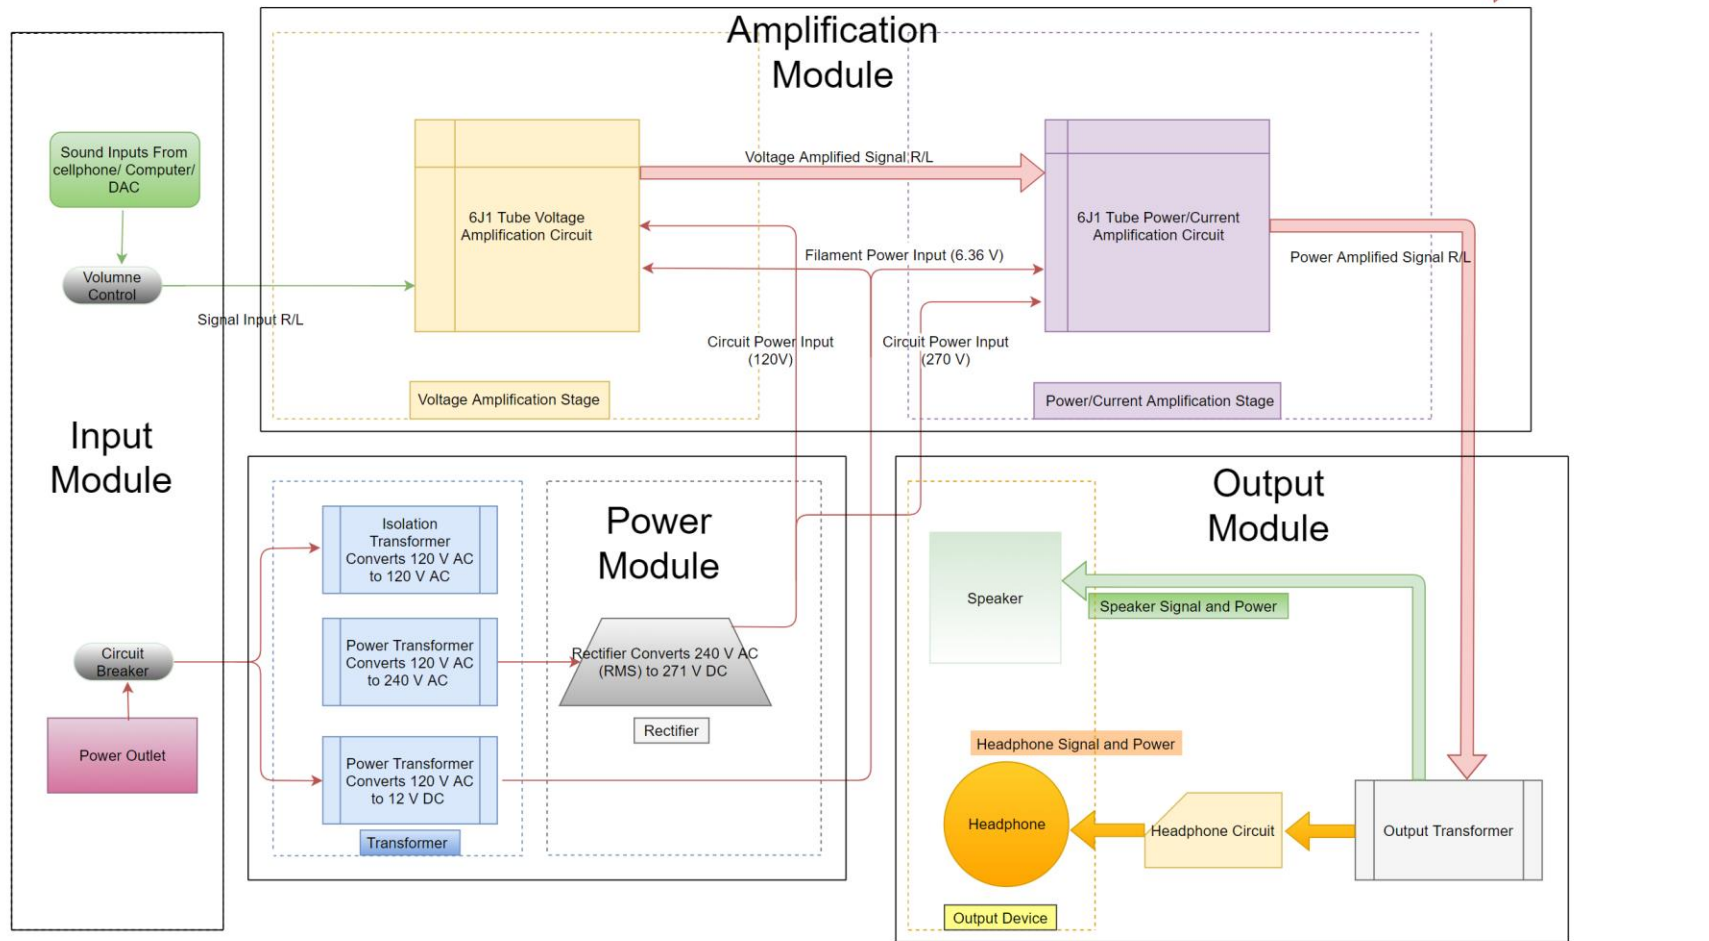 Amplification
Module
Sound Inputs From
cellphone/ Computer/
DAC
Volumne
Control
Signal Input R/L
Input
Module
Circuit
Breaker
Power Outlet
6J1 Tube Voltage
Amplification Circuit
Voltage Amplification Stage
Voltage Amplified Signal R/L
Filament Power Input (6.36 V)
Circuit Power Input
(120V)
Circuit Power Input
(270 V)
6J1 Tube Power/Current
Amplification Circuit
Power/Current Amplification Stage
Power Amplified Signal R/L
Power
Module
Isolation
Transformer
Converts 120 V AC
to 120 V AC
Power Transformer
Converts 120 V AC
to 240 V AC
Power Transformer
Converts 120 V AC
to 12 V DC
Transformer
Rectifier Converts 240 V AC
(RMS) to 271 V DC
Rectifier
Output
Module
Speaker
Speaker Signal and Power
Headphone Signal and Power
Headphone
Headphone Circuit
Output Transformer
Output Device